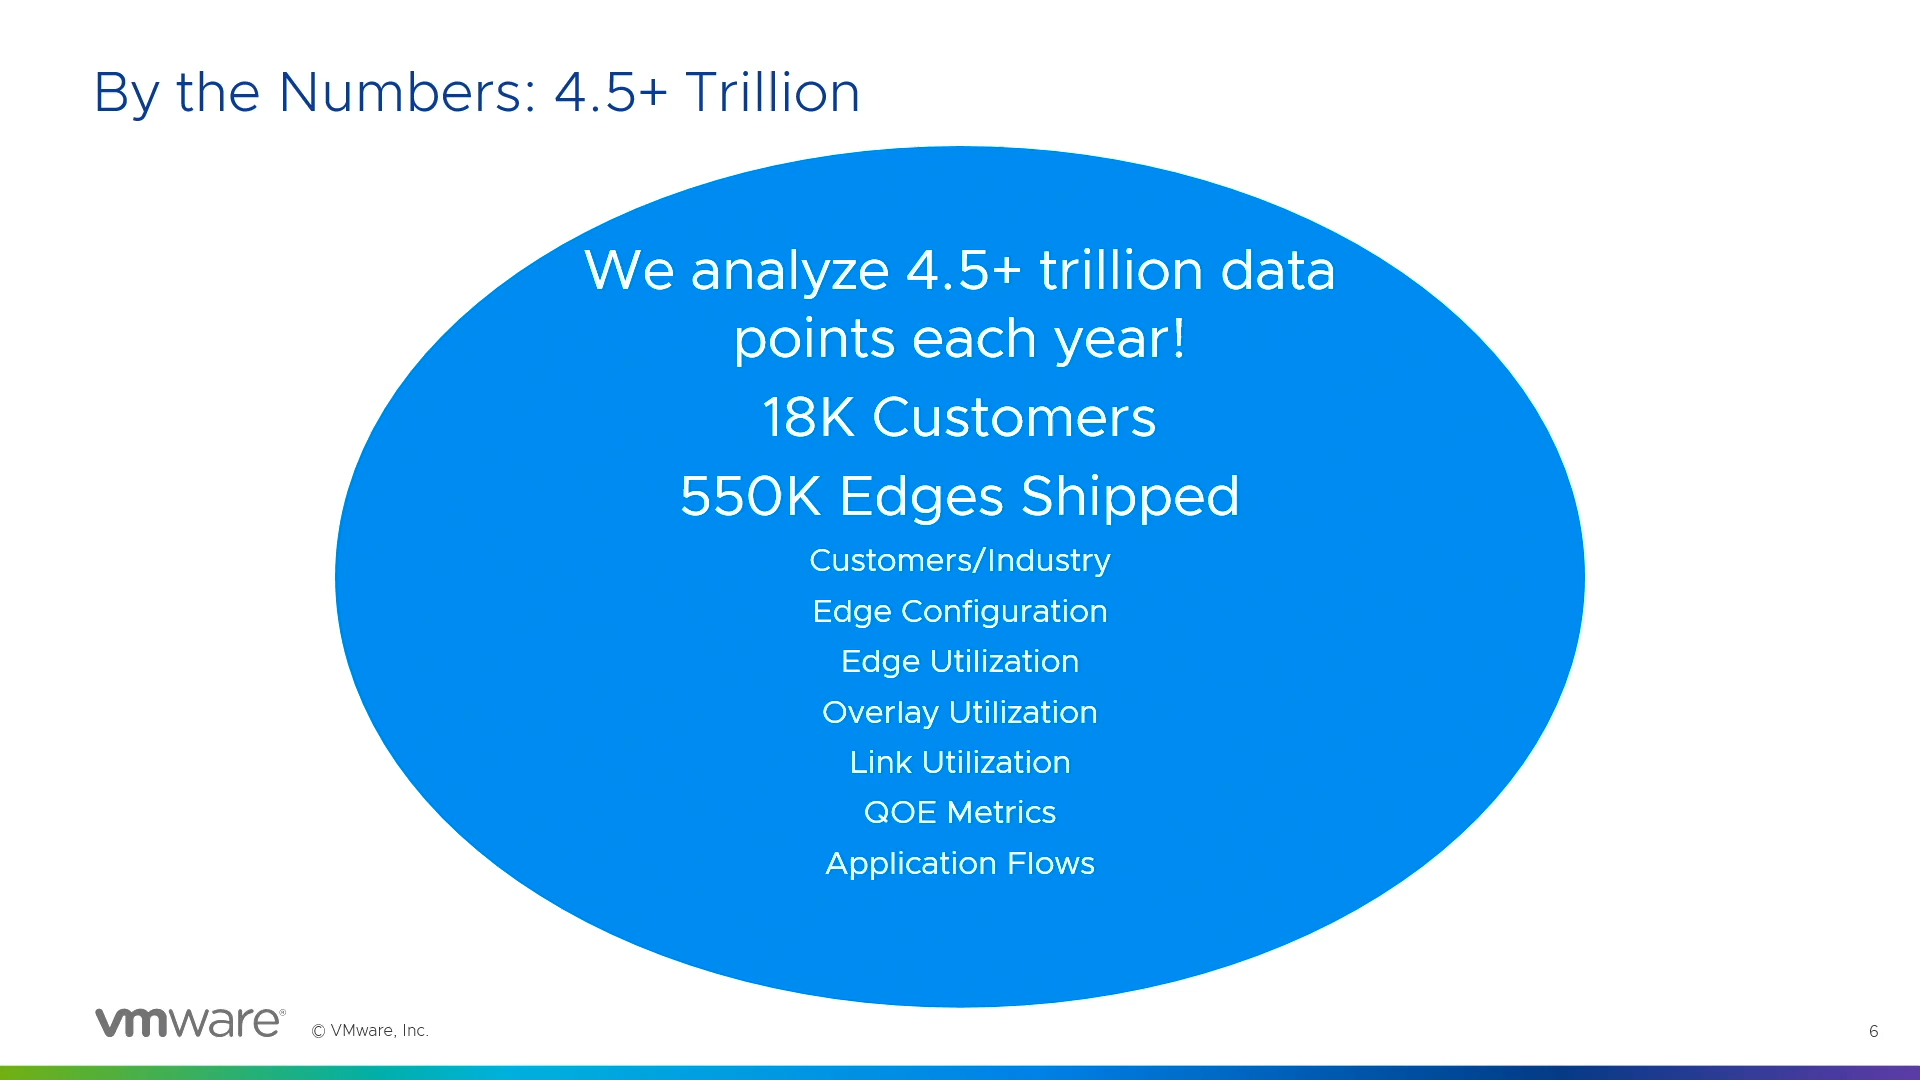 By the Numbers: 4.5+ Trillion
We analyze 4.5+ trillion data
points each year!
18K Customers
550K Edges Shipped
Customers/Industry
Edge Configuration
Edge Utilization
Overlay Utilization
Link Utilization
QOE Metrics
Application Flows
vmware®
© VMware, Inc.
6